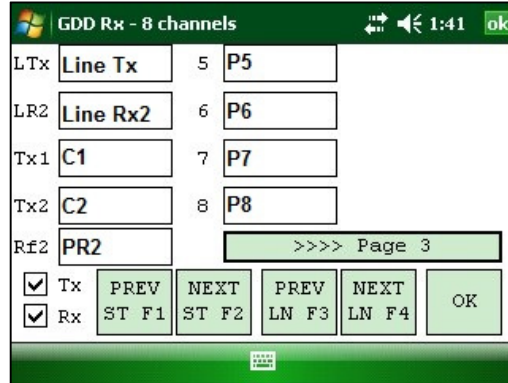 GDD Rx - 8 channels 1:41 ok
LTx Line Tx 5 P5
LR2 Line Rx2 6 P6
Tx1 C1 7 P7
Tx2 C2 8 P8
Rf2 PR2 >>>> Page 3
Tx PREV NEXT PREV NEXT OK
Rx ST F1 ST F2 LN F3 LN F4